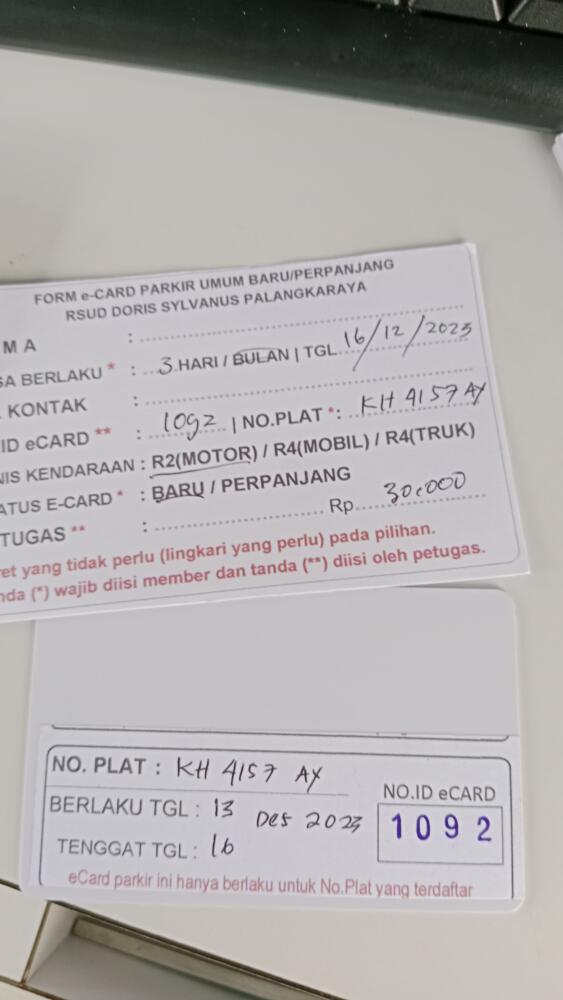 FORM e-CARD PARKIR UMUM BARU/PERPANJANG
RSUD DORIS SYLVANUS PALANGKARAYA
MA :
SA BERLAKU * : 3 HARI / BULAN | TGL 16/12/2023
KONTAK :
ID eCARD ** : 1092 | NO.PLAT *: KH 4157 AY
NIS KENDARAAN : R2(MOTOR) / R4(MOBIL) / R4(TRUK)
ATUS E-CARD * : BARU / PERPANJANG
TUGAS ** : Rp. 30.000
ret yang tidak perlu (lingkari yang perlu) pada pilihan.
nda (*) wajib diisi member dan tanda (**) diisi oleh petugas.
NO. PLAT : KH 4157 AY
BERLAKU TGL : 13 Des 2023
TENGGAT TGL : 16
NO.ID eCARD
1092
eCard parkir ini hanya berlaku untuk No.Plat yang terdaftar